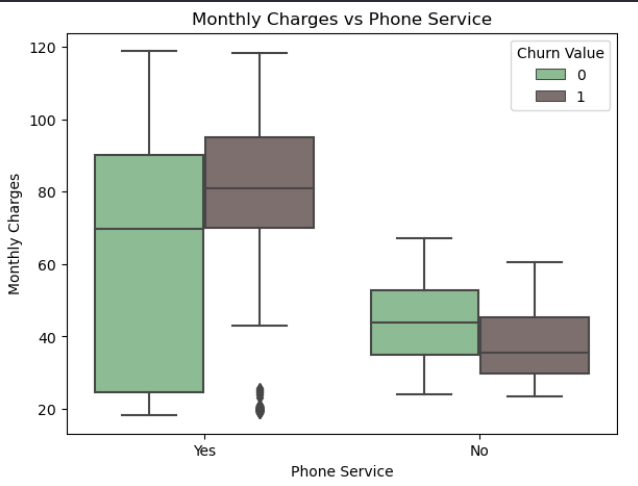 Monthly Charges vs Phone Service
Churn Value
0
1
120
100
80
60
40
20
Monthly Charges
Yes
No
Phone Service